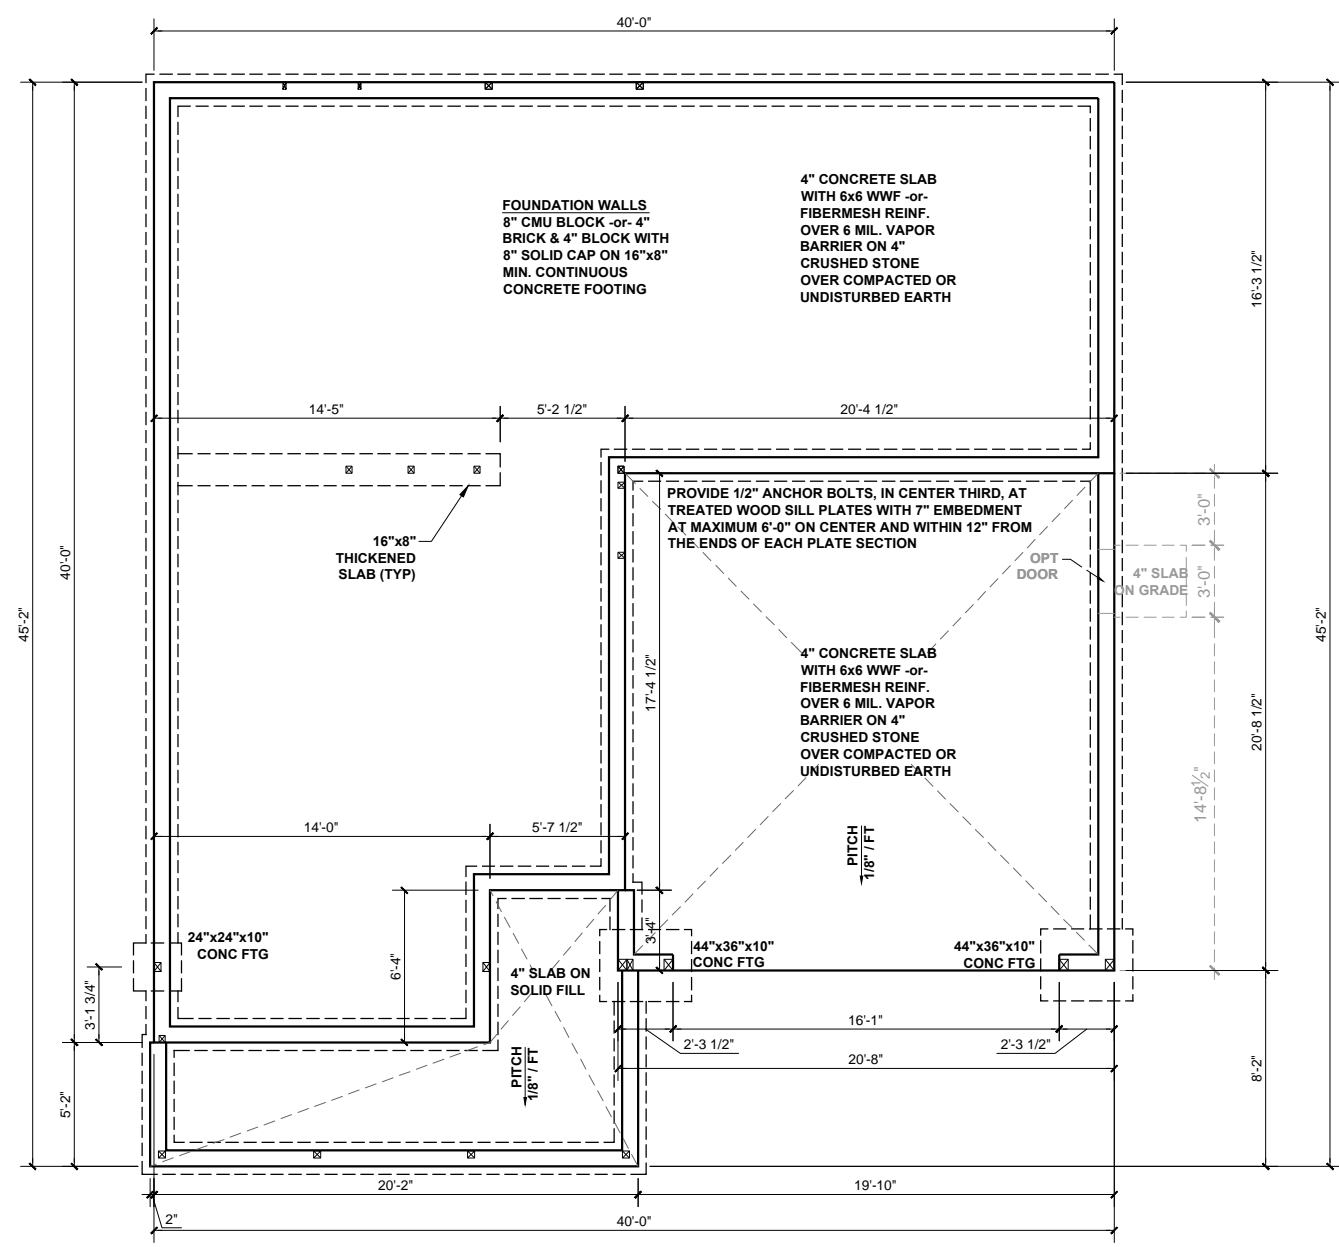 40'-0"
FOUNDATION WALLS
8" CMU BLOCK -or- 4"
BRICK & 4" BLOCK WITH
8" SOLID CAP ON 16"x8"
MIN. CONTINUOUS
CONCRETE FOOTING
4" CONCRETE SLAB
WITH 6x6 WWF -or-
FIBERMESH REINF.
OVER 6 MIL. VAPOR
BARRIER ON 4"
CRUSHED STONE
OVER COMPACTED OR
UNDISTURBED EARTH
16'-3 1/2"
14'-5"
5'-2 1/2"
20'-4 1/2"
16"x8"
THICKENED
SLAB (TYP)
PROVIDE 1/2" ANCHOR BOLTS, IN CENTER THIRD, AT
TREATED WOOD SILL PLATES WITH 7" EMBEDMENT
AT MAXIMUM 6'-0" ON CENTER AND WITHIN 12" FROM
THE ENDS OF EACH PLATE SECTION
OPT
DOOR
4" SLAB
ON GRADE
3'-0"
3'-0"
14'-8½"
40'-0"
45'-2"
45'-2"
20'-8 1/2"
17'-4 1/2"
4" CONCRETE SLAB
WITH 6x6 WWF -or-
FIBERMESH REINF.
OVER 6 MIL. VAPOR
BARRIER ON 4"
CRUSHED STONE
OVER COMPACTED OR
UNDISTURBED EARTH
14'-0"
5'-7 1/2"
PITCH
1/8" / FT
24"x24"x10"
CONC FTG
3'-4"
44"x36"x10"
CONC FTG
44"x36"x10"
CONC FTG
6'-4"
4" SLAB ON
SOLID FILL
3'-1 3/4"
16'-1"
2'-3 1/2"
2'-3 1/2"
20'-8"
PITCH
1/8" / FT
5'-2"
8'-2"
20'-2"
19'-10"
2"
40'-0"